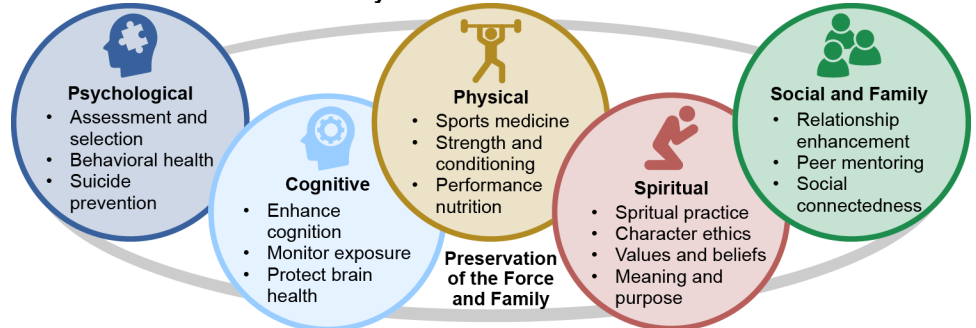 Psychological
• Assessment and
selection
• Behavioral health
• Suicide
prevention
Cognitive
• Enhance
cognition
• Monitor exposure
• Protect brain
health
Physical
• Sports medicine
• Strength and
conditioning
• Performance
nutrition
Preservation
of the Force
and Family
Spiritual
• Spritual practice
• Character ethics
• Values and beliefs
• Meaning and
purpose
Social and Family
• Relationship
enhancement
• Peer mentoring
• Social
connectedness